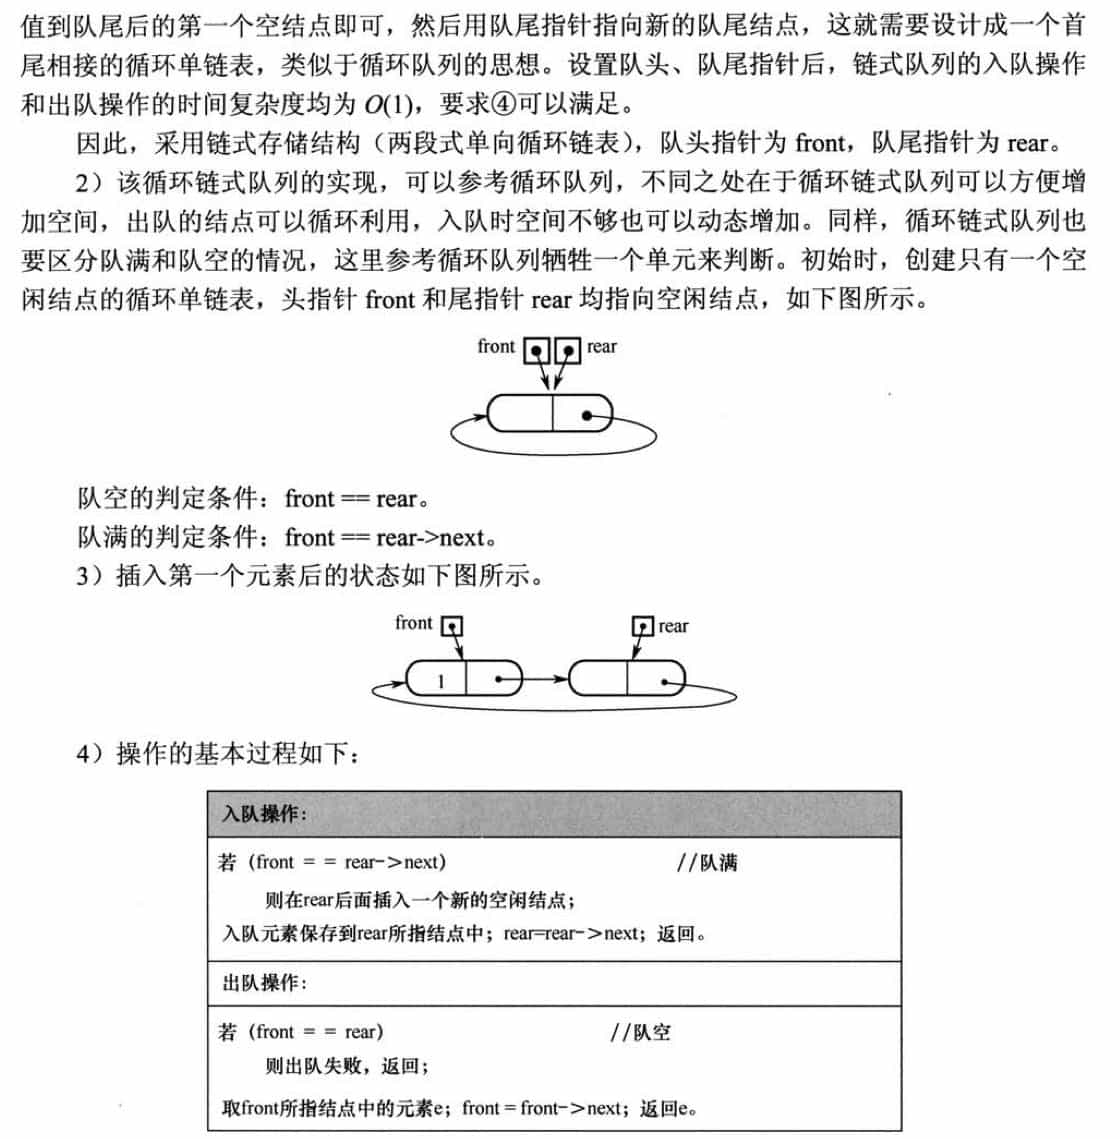 值到队尾后的第一个空结点即可，然后用队尾指针指向新的队尾结点，这就需要设计成一个首
尾相接的循环单链表，类似于循环队列的思想。设置队头、队尾指针后，链式队列的入队操作
和出队操作的时间复杂度均为 O(1)，要求④可以满足。
因此，采用链式存储结构（两段式单向循环链表），队头指针为 front，队尾指针为 rear。
2）该循环链式队列的实现，可以参考循环队列，不同之处在于循环链式队列可以方便增
加空间，出队的结点可以循环利用，入队时空间不够也可以动态增加。同样，循环链式队列也
要区分队满和队空的情况，这里参考循环队列牺牲一个单元来判断。初始时，创建只有一个空
闲结点的循环单链表，头指针 front 和尾指针 rear 均指向空闲结点，如下图所示。
front rear
队空的判定条件：front == rear。
队满的判定条件：front == rear->next。
3）插入第一个元素后的状态如下图所示。
front rear
1
4）操作的基本过程如下：
入队操作：
若（front = = rear->next） //队满
则在rear后面插入一个新的空闲结点；
入队元素保存到rear所指结点中；rear=rear->next；返回。
出队操作：
若（front = = rear） //队空
则出队失败，返回；
取front所指结点中的元素e；front = front->next；返回e。